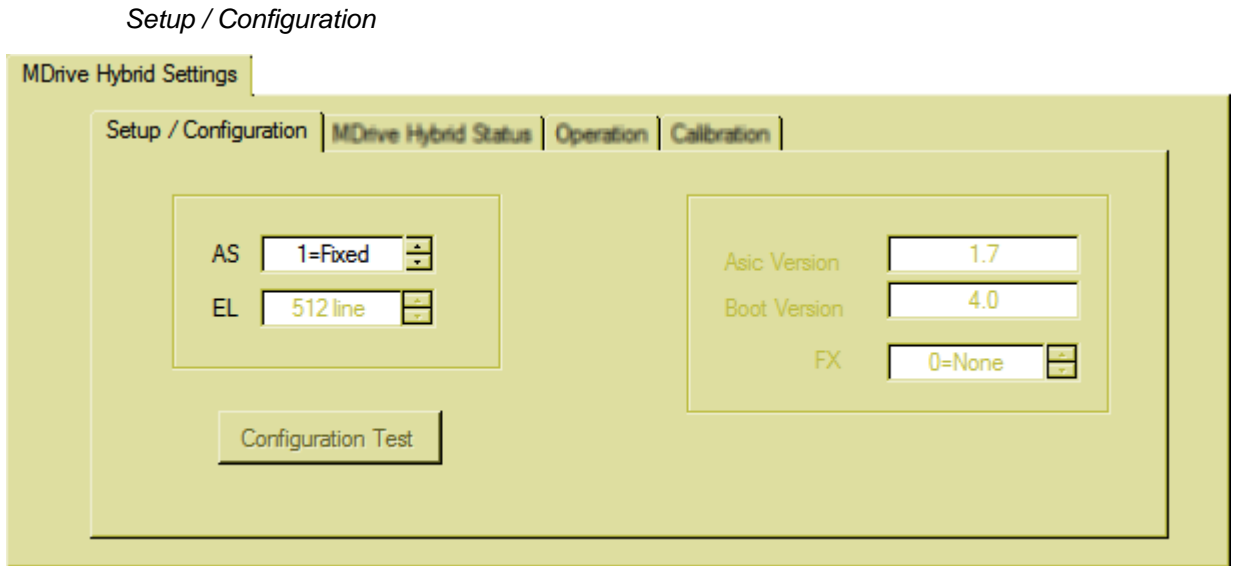 Setup / Configuration
MDrive Hybrid Settings
Setup / Configuration MDrive Hybrid Status Operation Calibration
AS 1=Fixed
EL 512 line
Asic Version 1.7
Boot Version 4.0
FX 0=None
Configuration Test